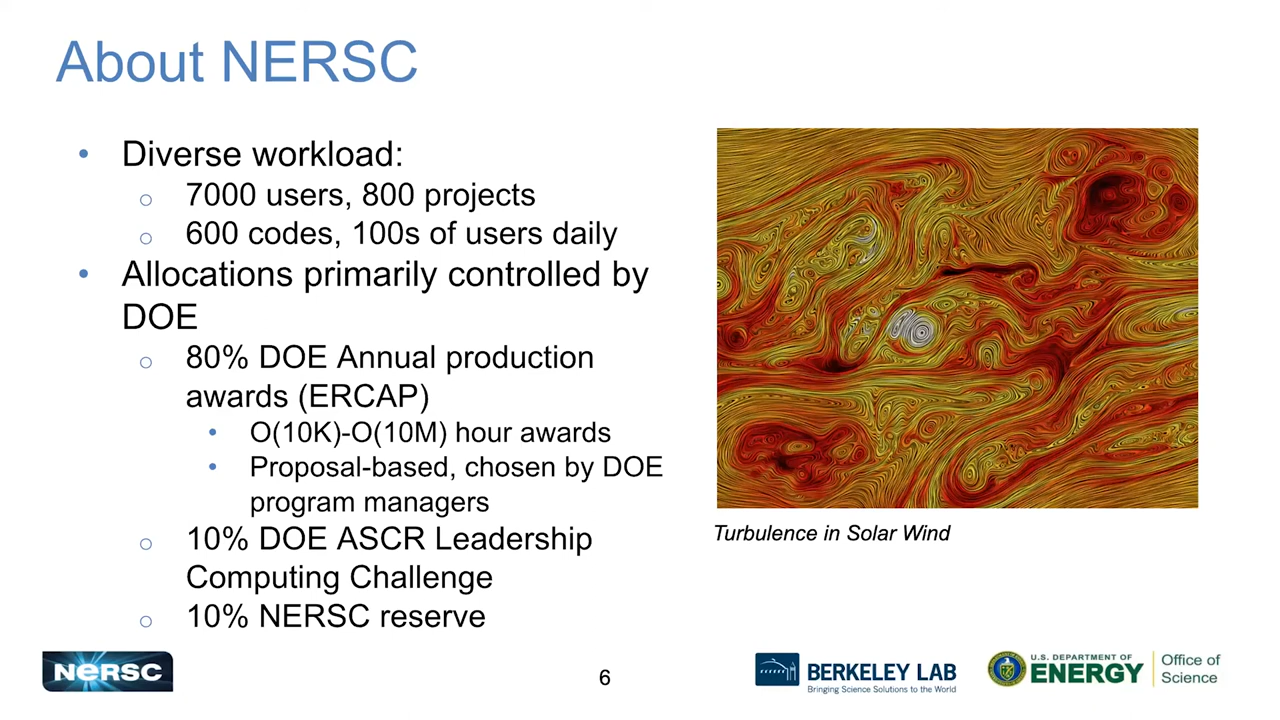 About NERSC
• Diverse workload:
o 7000 users, 800 projects
o 600 codes, 100s of users daily
• Allocations primarily controlled by
DOE
o 80% DOE Annual production
awards (ERCAP)
• O(10K)-O(10M) hour awards
• Proposal-based, chosen by DOE
program managers
o 10% DOE ASCR Leadership
Computing Challenge
o 10% NERSC reserve
Turbulence in Solar Wind
NERSC
6
BERKELEY LAB
Bringing Science Solutions to the World
U.S. DEPARTMENT OF
ENERGY
Office of
Science